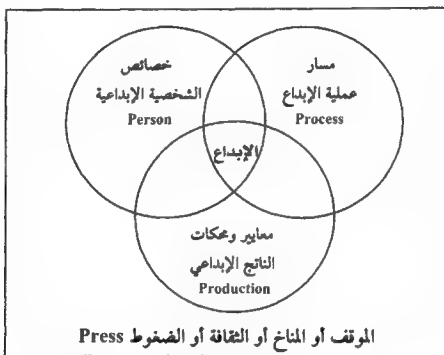 خصائص
الشخصية الإبداعية
Person
مسار
عملية الإبداع
Process
الإبداع
معايير ومحكات
الناتج الإبداعي
Production
الموقف أو المناخ أو الثقافة أو الضغوط Press